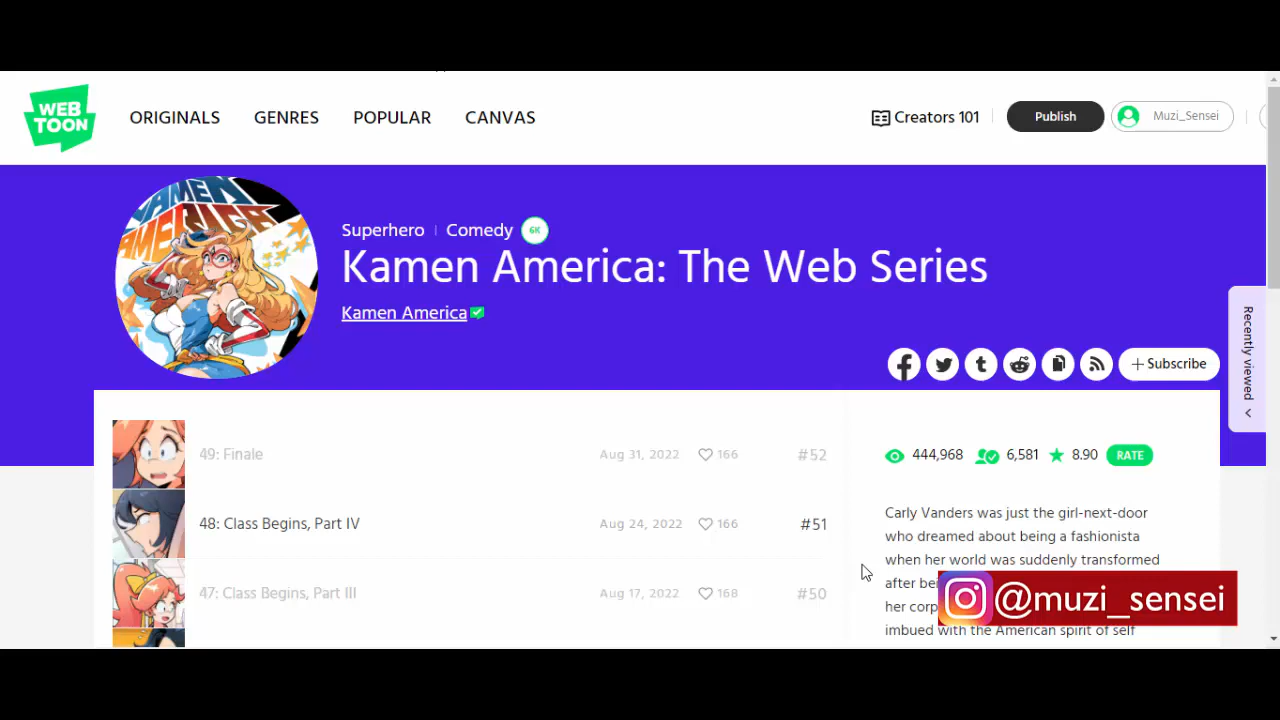 WEB
TOON
ORIGINALS
GENRES
POPULAR
CANVAS
Creators 101
Publish
Muzi_Sensei
KAMEN
AMERICA
Superhero
Comedy
6K
Kamen America: The Web Series
Kamen America
+ Subscribe
Recently viewed
49: Finale Aug 31, 2022 166 #52
48: Class Begins, Part IV Aug 24, 2022 166 #51
47: Class Begins, Part III Aug 17, 2022 168 #50
444,968 6,581 8.90 RATE
Carly Vanders was just the girl-next-door
who dreamed about being a fashionista
when her world was suddenly transformed
after
her
imbued with the American spirit of self
@muzi_sensei